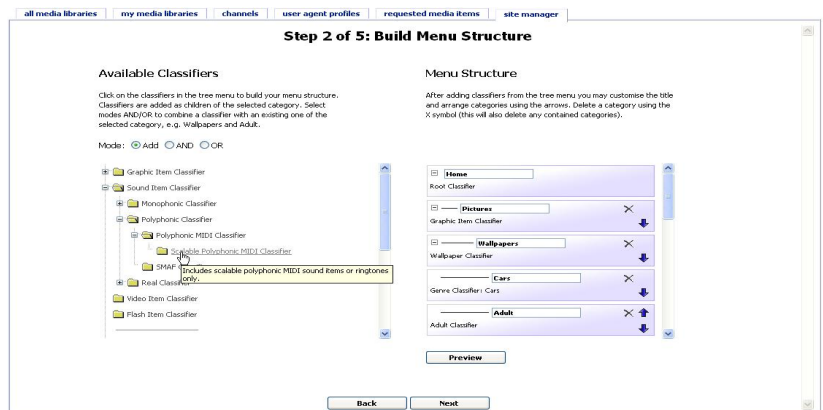 all media libraries
my media libraries
channels
user agent profiles
requested media items
site manager
Step 2 of 5: Build Menu Structure
Available Classifiers
Click on the classifiers in the tree menu to build your menu structure.
Classifiers are added as children of the selected category. Select
modes AND/OR to combine a classifier with an existing one of the
selected category, e.g. Wallpapers and Adult.
Mode: Add AND OR
Graphic Item Classifier
Sound Item Classifier
Monophonic Classifier
Polyphonic Classifier
Polyphonic MIDI Classifier
Scalable Polyphonic MIDI Classifier
SMAF
Includes scalable polyphonic MIDI sound items or ringtones
only.
Real Classifier
Video Item Classifier
Flash Item Classifier
Menu Structure
After adding classifiers from the tree menu you may customise the title
and arrange categories using the arrows. Delete a category using the
X symbol (this will also delete any contained categories).
Home
Root Classifier
Pictures
Graphic Item Classifier
Wallpapers
Wallpaper Classifier
Cars
Genre Classifier: Cars
Adult
Adult Classifier
Preview
Back
Next